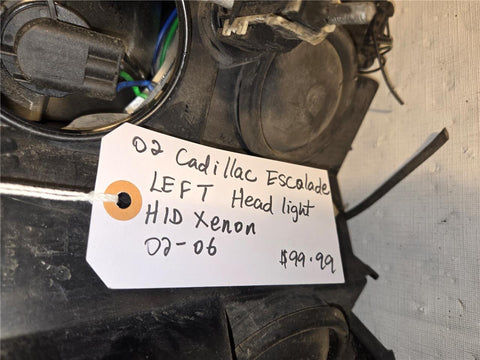 02 Cadillac Escalade
LEFT Head light
HID Xenon
02-06
$99.99